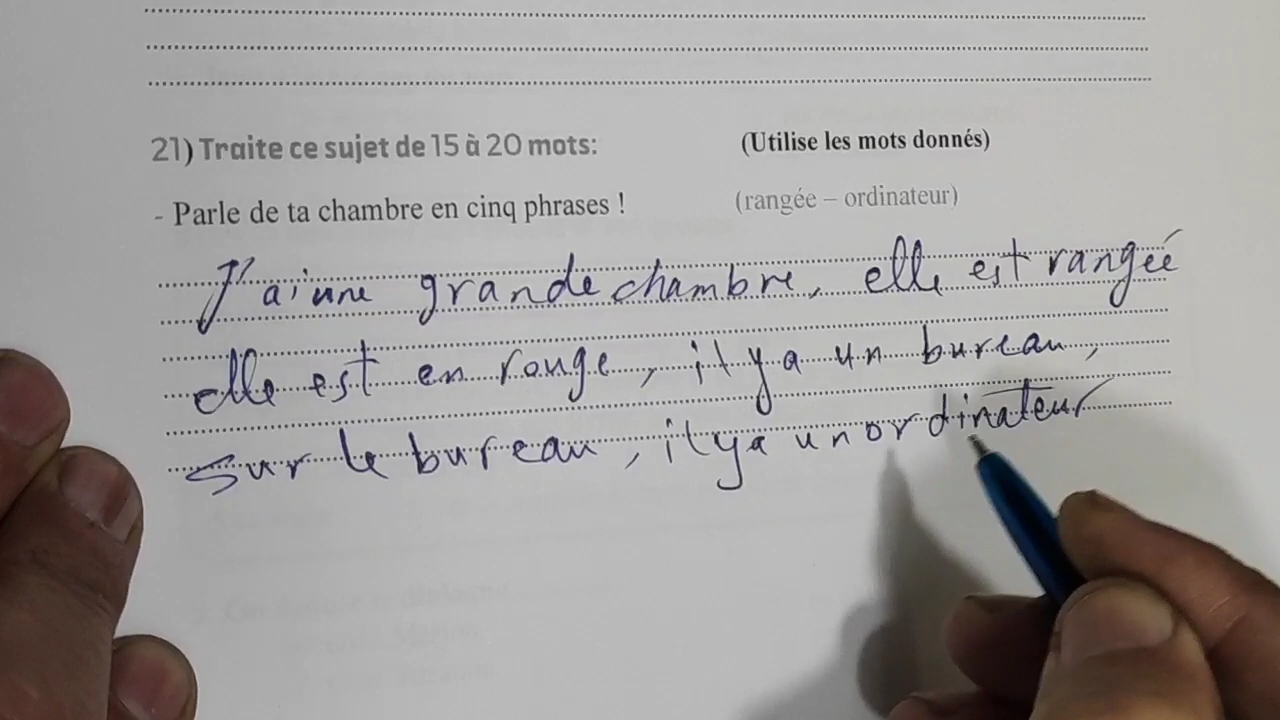 21) Traite ce sujet de 15 à 20 mots: (Utilise les mots donnés)
- Parle de ta chambre en cinq phrases ! (rangée – ordinateur)
J'ai une grande chambre, elle est rangée
elle est en rouge, il y a un bureau,
sur le bureau, il y a un ordinateur